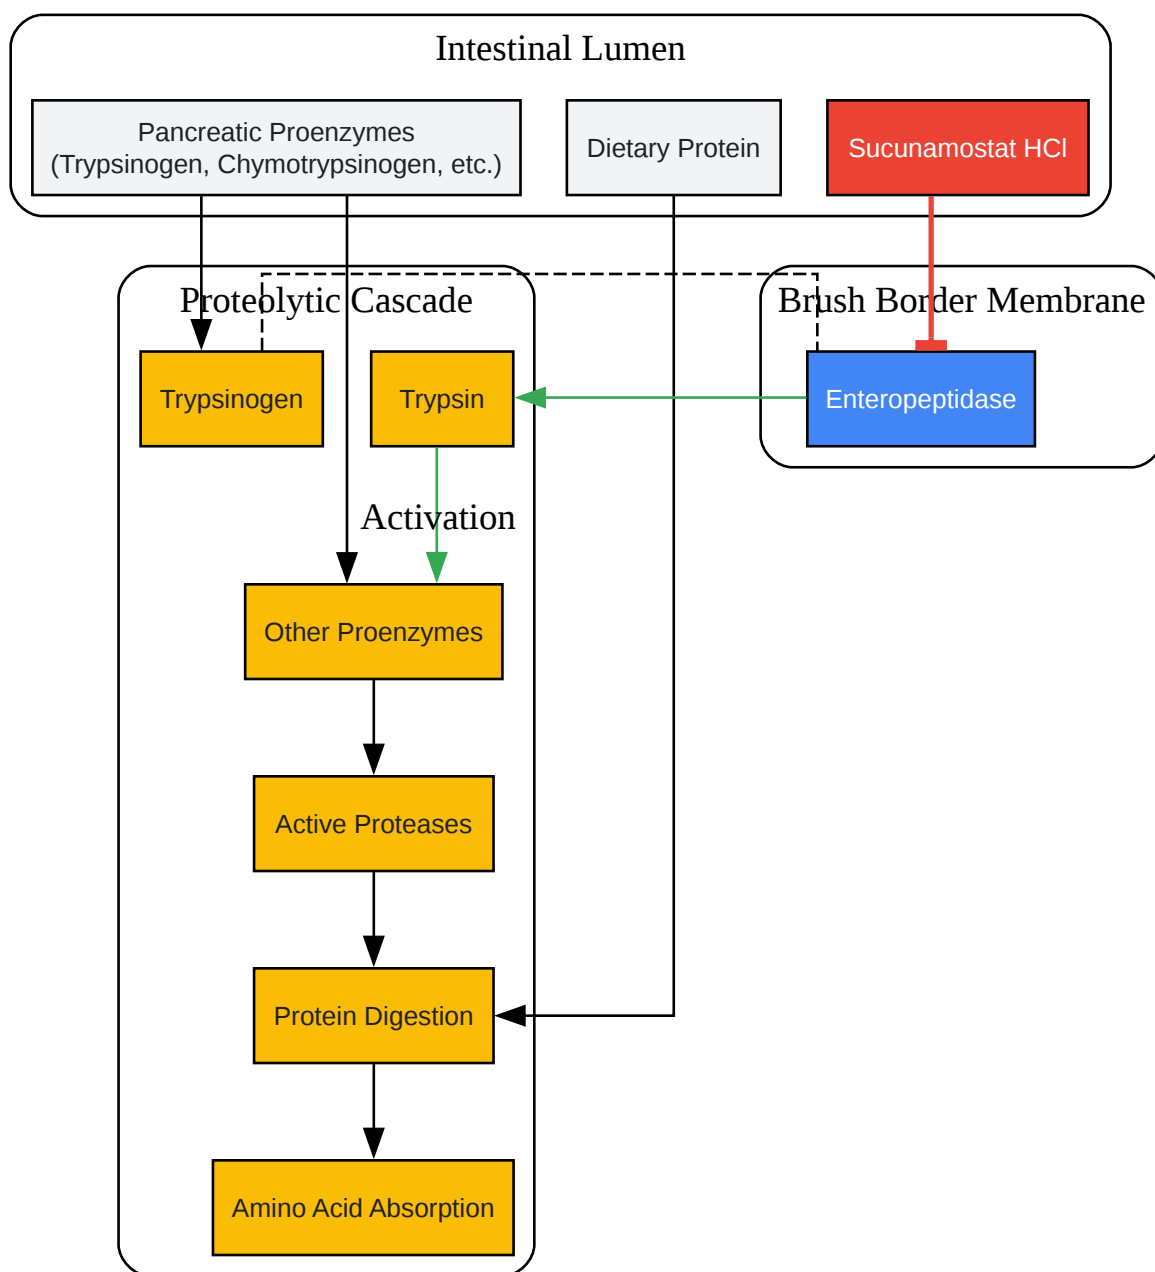 Intestinal Lumen
Pancreatic Proenzymes
(Trypsinogen, Chymotrypsinogen, etc.)
Dietary Protein
Sucunamostat HCl
Proteolytic Cascade
Brush Border Membrane
Trypsinogen
Trypsin
Enteropeptidase
Activation
Other Proenzymes
Active Proteases
Protein Digestion
Amino Acid Absorption